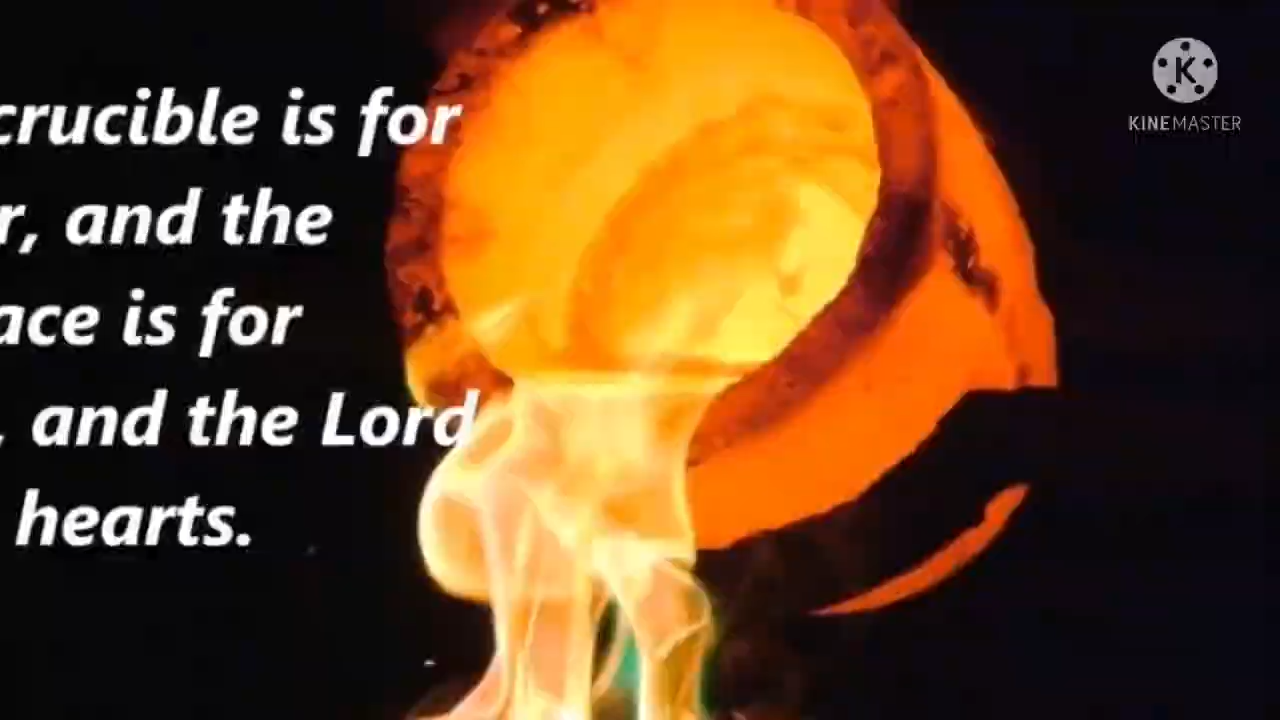 crucible is for
r, and the
ace is for
, and the Lord
hearts.
KINEMASTER